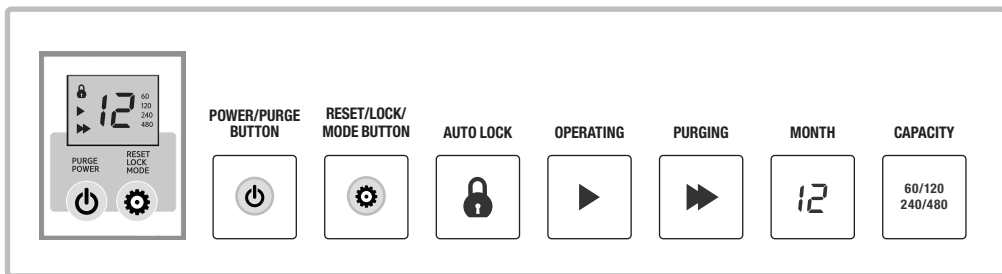 12
60
120
240
480
PURGE
POWER
RESET
LOCK
MODE
POWER/PURGE
BUTTON
RESET/LOCK/
MODE BUTTON
AUTO LOCK
OPERATING
PURGING
MONTH
12
CAPACITY
60/120
240/480